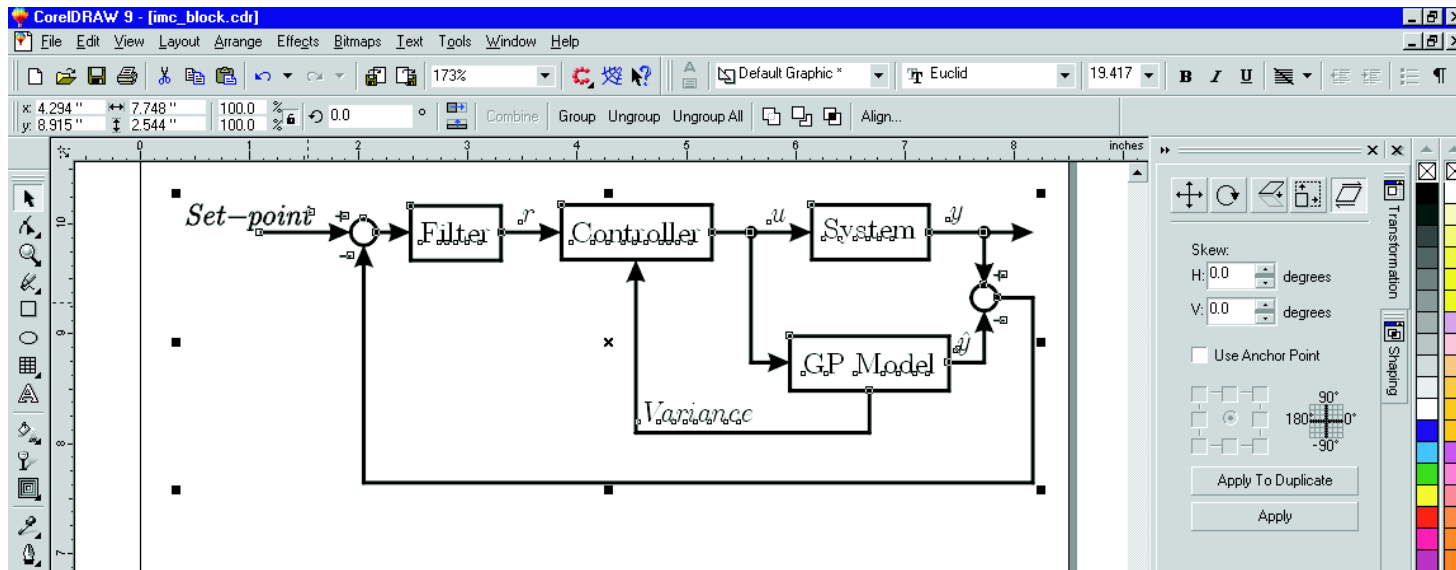 CorelDRAW 9 - [imc_block.cdr]
File Edit View Layout Arrange Effects Bitmaps Text Tools Window Help
173% Default Graphic * Euclid 19.417 B I U
x: 4.294 " 7.748 " 100.0 % 0.0 ° Combine Group Ungroup Ungroup All Align...
y: 8.915 " 2.544 " 100.0 %
0 1 2 3 4 5 6 7 8 inches
10
9
8
7
Set-point + - Filter r Controller u System y
+
-
GP Model ŷ
Variance
Skew:
H: 0.0 degrees
V: 0.0 degrees
Use Anchor Point
90°
180° 0°
-90°
Apply To Duplicate
Apply
Transformation
Shaping